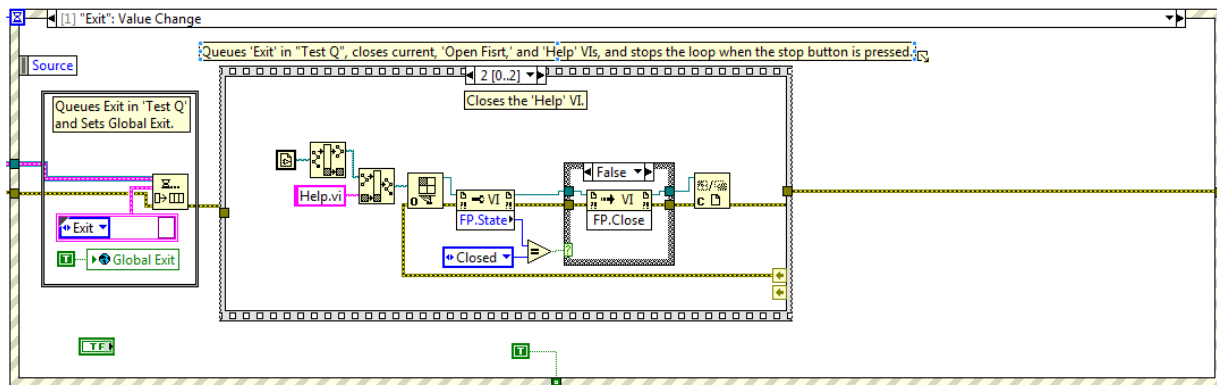 [1] "Exit": Value Change
Queues 'Exit' in "Test Q", closes current, 'Open Fisrt,' and 'Help' VIs, and stops the loop when the stop button is pressed.
Source
2 [0..2]
Queues Exit in 'Test Q'
and Sets Global Exit.
Closes the 'Help' VI.
False
Help.vi
VI
VI
FP.State
FP.Close
C
O
Exit
Closed
?
T
Global Exit
TF
T